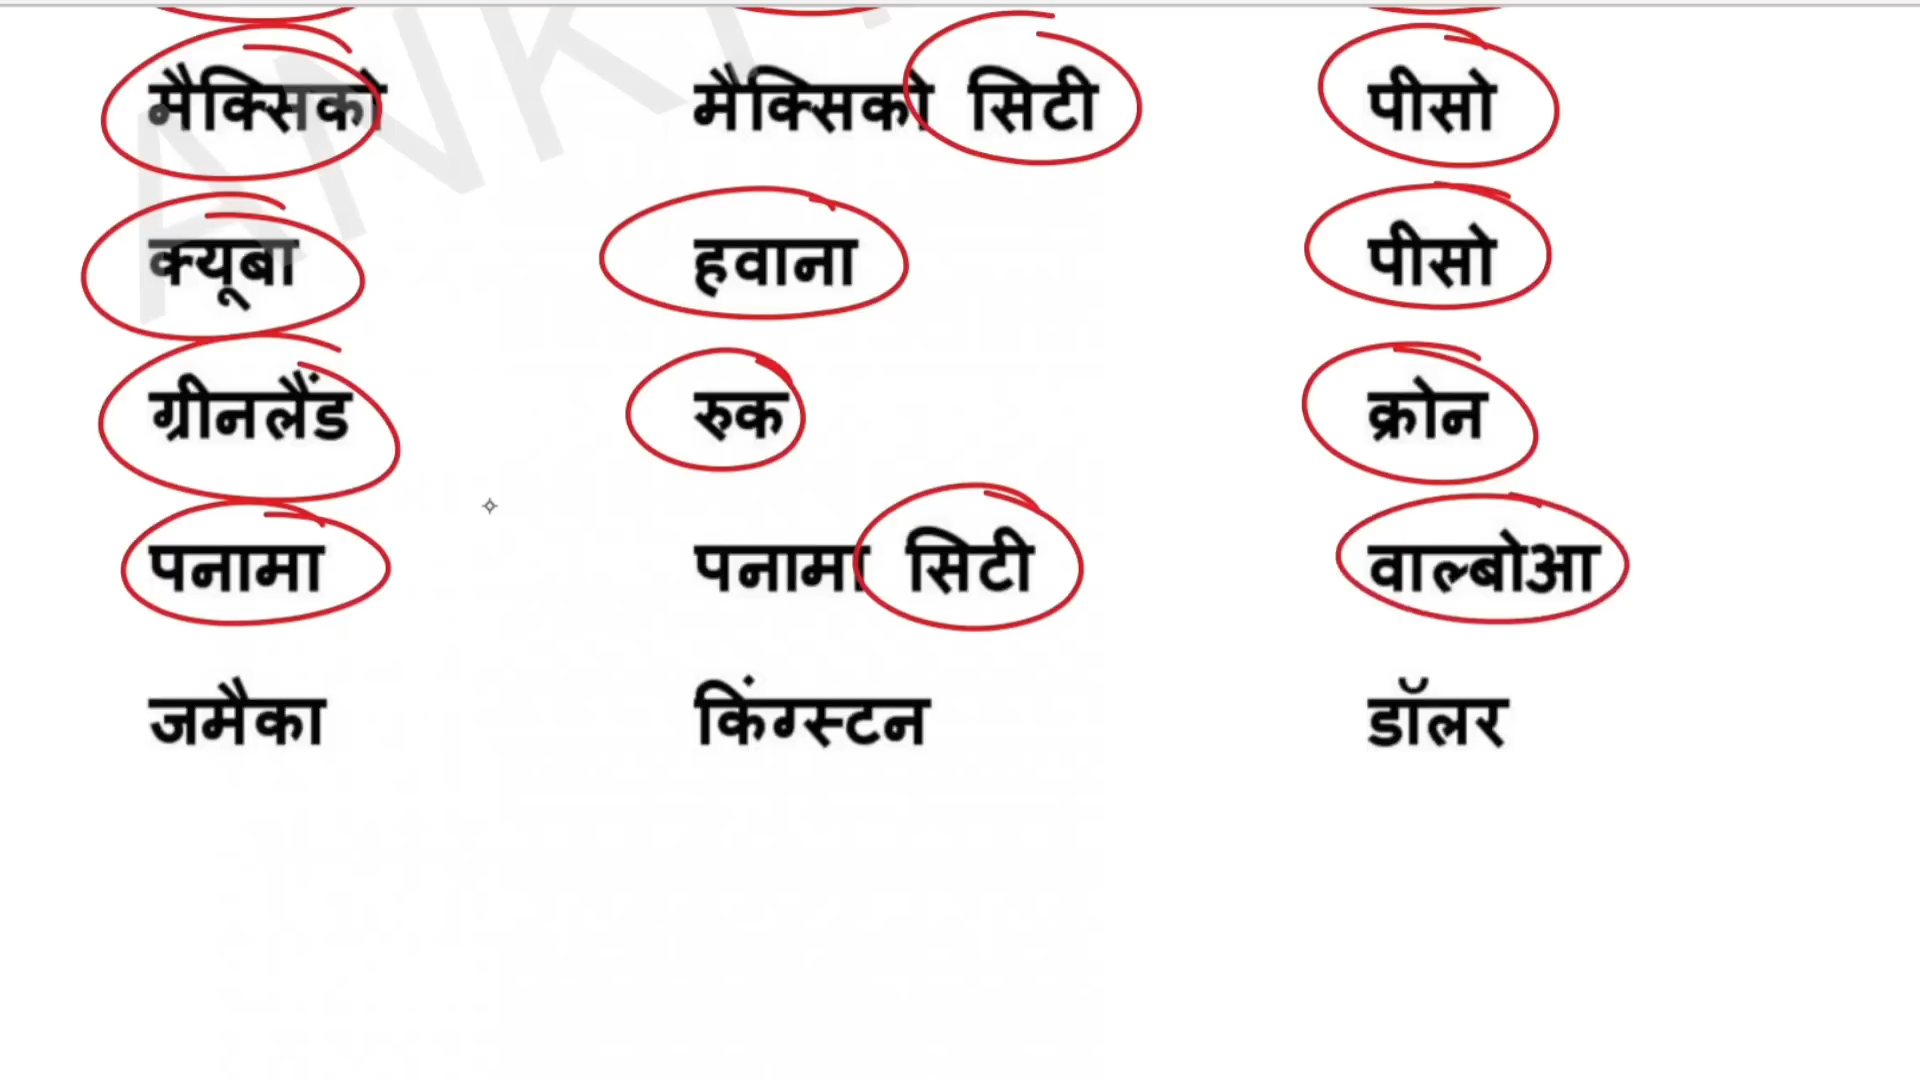 मैक्सिको मैक्सिको सिटी पीसो
क्यूबा हवाना पीसो
ग्रीनलैंड रुक क्रोन
पनामा पनामा सिटी वाल्बोआ
जमैका किंग्स्टन डॉलर